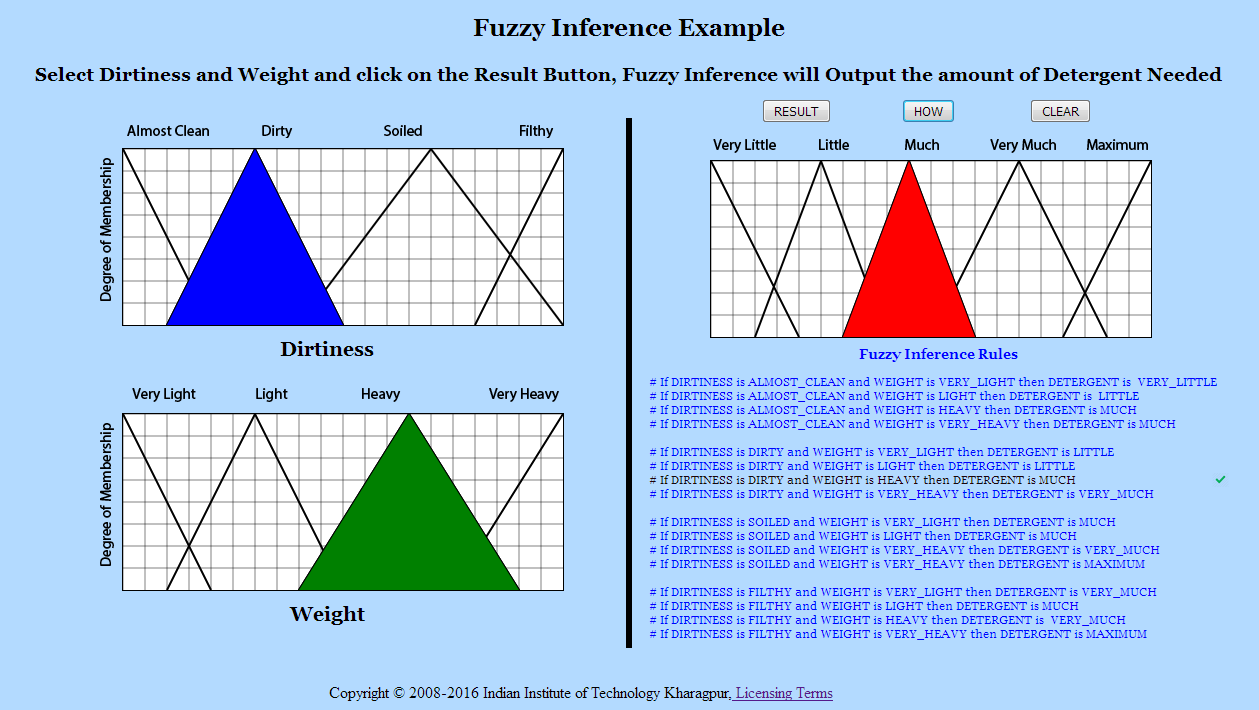 Fuzzy Inference Example
Select Dirtiness and Weight and click on the Result Button, Fuzzy Inference will Output the amount of Detergent Needed
Almost Clean Dirty Soiled Filthy
Degree of Membership
Dirtiness
Very Light Light Heavy Very Heavy
Degree of Membership
Weight
RESULT HOW CLEAR
Very Little Little Much Very Much Maximum
Fuzzy Inference Rules
# If DIRTINESS is ALMOST_CLEAN and WEIGHT is VERY_LIGHT then DETERGENT is VERY_LITTLE
# If DIRTINESS is ALMOST_CLEAN and WEIGHT is LIGHT then DETERGENT is LITTLE
# If DIRTINESS is ALMOST_CLEAN and WEIGHT is HEAVY then DETERGENT is MUCH
# If DIRTINESS is ALMOST_CLEAN and WEIGHT is VERY_HEAVY then DETERGENT is MUCH
# If DIRTINESS is DIRTY and WEIGHT is VERY_LIGHT then DETERGENT is LITTLE
# If DIRTINESS is DIRTY and WEIGHT is LIGHT then DETERGENT is LITTLE
# If DIRTINESS is DIRTY and WEIGHT is HEAVY then DETERGENT is MUCH
# If DIRTINESS is DIRTY and WEIGHT is VERY_HEAVY then DETERGENT is VERY_MUCH
# If DIRTINESS is SOILED and WEIGHT is VERY_LIGHT then DETERGENT is MUCH
# If DIRTINESS is SOILED and WEIGHT is LIGHT then DETERGENT is MUCH
# If DIRTINESS is SOILED and WEIGHT is VERY_HEAVY then DETERGENT is VERY_MUCH
# If DIRTINESS is SOILED and WEIGHT is VERY_HEAVY then DETERGENT is MAXIMUM
# If DIRTINESS is FILTHY and WEIGHT is VERY_LIGHT then DETERGENT is VERY_MUCH
# If DIRTINESS is FILTHY and WEIGHT is LIGHT then DETERGENT is MUCH
# If DIRTINESS is FILTHY and WEIGHT is HEAVY then DETERGENT is VERY_MUCH
# If DIRTINESS is FILTHY and WEIGHT is VERY_HEAVY then DETERGENT is MAXIMUM
Copyright © 2008-2016 Indian Institute of Technology Kharagpur, Licensing Terms